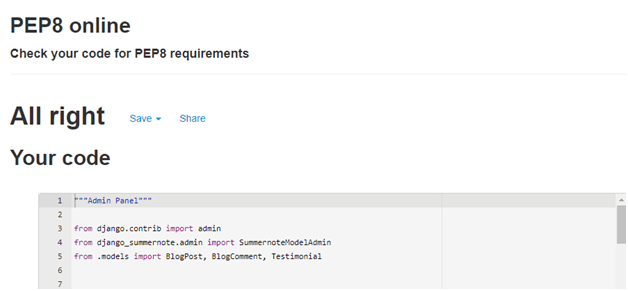 PEP8 online
Check your code for PEP8 requirements
All right Save Share
Your code
1 """Admin Panel"""
2
3 from django.contrib import admin
4 from django_summernote.admin import SummernoteModelAdmin
5 from .models import BlogPost, BlogComment, Testimonial
6
7